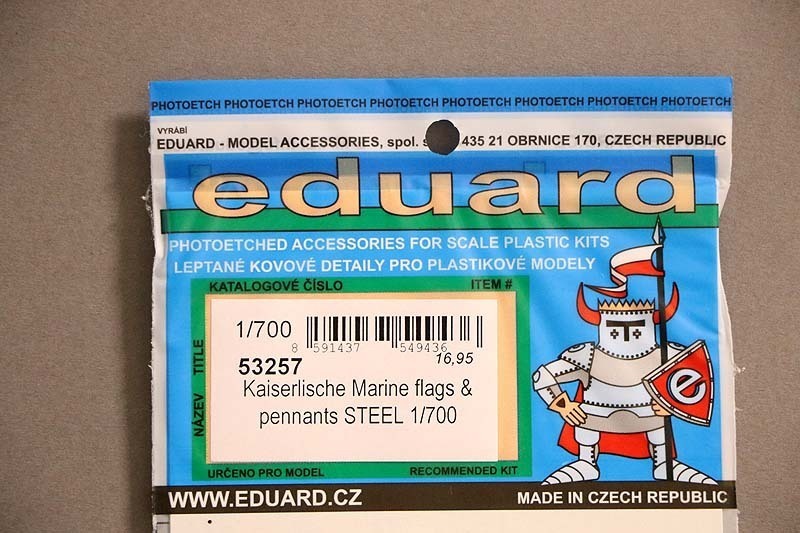 PHOTOETCH PHOTOETCH PHOTOETCH PHOTOETCH PHOTOETCH PHOTOETCH PHOTOETCH PHOTOETCH
VYRÁBÍ
EDUARD - MODEL ACCESSORIES, spol. 435 21 OBRNICE 170, CZECH REPUBLIC
eduard
PHOTOETCHED ACCESSORIES FOR SCALE PLASTIC KITS
LEPTANÉ KOVOVÉ DETAILY PRO PLASTIKOVÉ MODELY
KATALOGOVÉ ČÍSLO ITEM #
NÁZEV TITLE
1/700
8 591437 549436
16,95
53257
Kaiserlische Marine flags &
pennants STEEL 1/700
e
URČENO PRO MODEL RECOMMENDED KIT
WWW.EDUARD.CZ MADE IN CZECH REPUBLIC